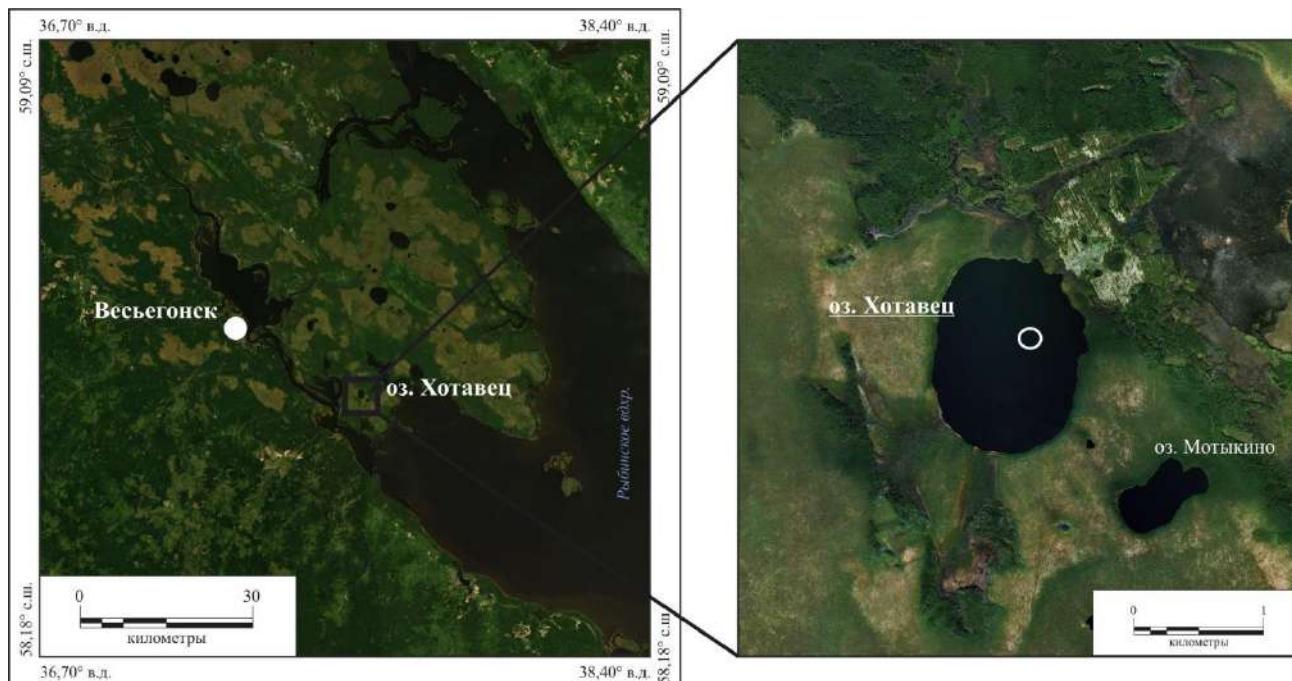 36,70° в.д.
38,40° в.д.
59,09° с.ш.
59,09° с.ш.
Весьегонск
оз. Хотавец
Рыбинское вдхр.
0
30
километры
58,18° с.ш.
58,18° с.ш
36,70° в.д.
38,40° в.д.
оз. Хотавец
оз. Мотыкино
0
1
километры